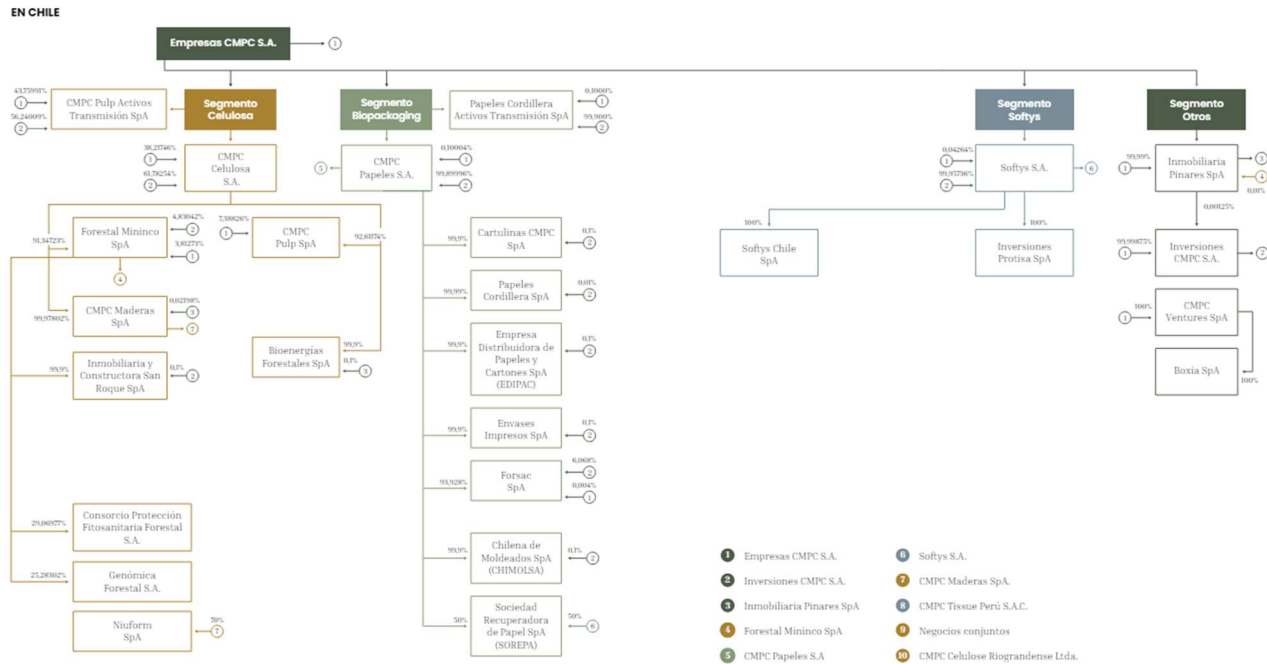 EN CHILE
Empresas CMPC S.A.
1
43,75991%
1
56,24009%
2
CMPC Pulp Activos
Transmisión SpA
Segmento
Celulosa
Segmento
Biopackaging
Papeles Cordillera
Activos Transmisión SpA
0,1000%
1
99,900%
2
Segmento
Softys
Segmento
Otros
38,21746%
1
61,78254%
2
CMPC
Celulosa
S.A.
5
CMPC
Papeles S.A.
0,10004%
1
99,89996%
2
0,04264%
1
99,95736%
2
Softys S.A.
6
99,99%
1
Inmobiliaria
Pinares SpA
3
4
0,01%
91,34723%
Forestal Mininco
SpA
4,83042%
2
3,81273%
1
4
7,38826%
1
CMPC
Pulp SpA
92,61174%
99,9%
Cartulinas CMPC
SpA
0,1%
2
100%
Softys Chile
SpA
100%
Inversiones
Protisa SpA
0,00125%
99,99875%
1
Inversiones
CMPC S.A.
2
99,97802%
CMPC Maderas
SpA
0,02198%
3
7
99,99%
Papeles
Cordillera SpA
0,01%
2
100%
1
CMPC
Ventures SpA
99,9%
Inmobiliaria y
Constructora San
Roque SpA
0,1%
2
Bioenergías
Forestales SpA
99,9%
0,1%
3
99,9%
Empresa
Distribuidora de
Papeles y
Cartones SpA
(EDIPAC)
0,1%
2
Boxia SpA
100%
99,9%
Envases
Impresos SpA
0,1%
2
93,928%
Forsac
SpA
6,068%
2
0,004%
1
29,06977%
Consorcio Protección
Fitosanitaria Forestal
S.A.
99,9%
Chilena de
Moldeados SpA
(CHIMOLSA)
0,1%
2
25,28302%
Genómica
Forestal S.A.
Niuform
SpA
70%
7
50%
Sociedad
Recuperadora
de Papel SpA
(SOREPA)
50%
6
1 Empresas CMPC S.A.
2 Inversiones CMPC S.A.
3 Inmobiliaria Pinares SpA
4 Forestal Mininco SpA
5 CMPC Papeles S.A
6 Softys S.A.
7 CMPC Maderas SpA.
8 CMPC Tissue Perú S.A.C.
9 Negocios conjuntos
10 CMPC Celulose Riograndense Ltda.